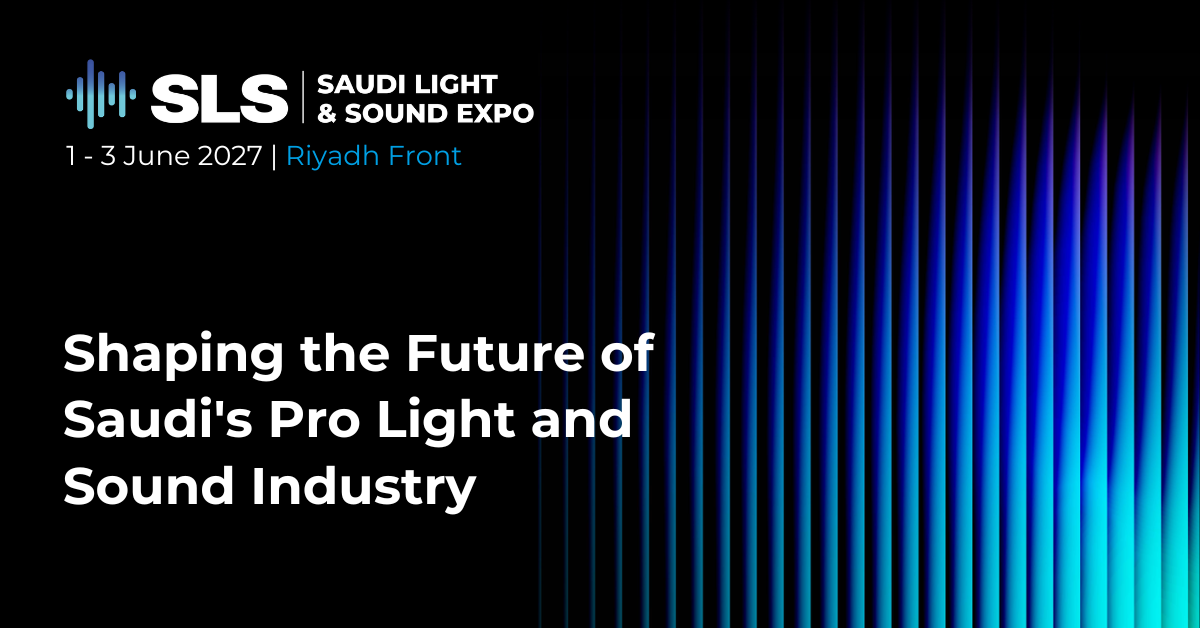 SLS | SAUDI LIGHT
& SOUND EXPO
1 - 3 June 2027 | Riyadh Front
Shaping the Future of
Saudi's Pro Light and
Sound Industry